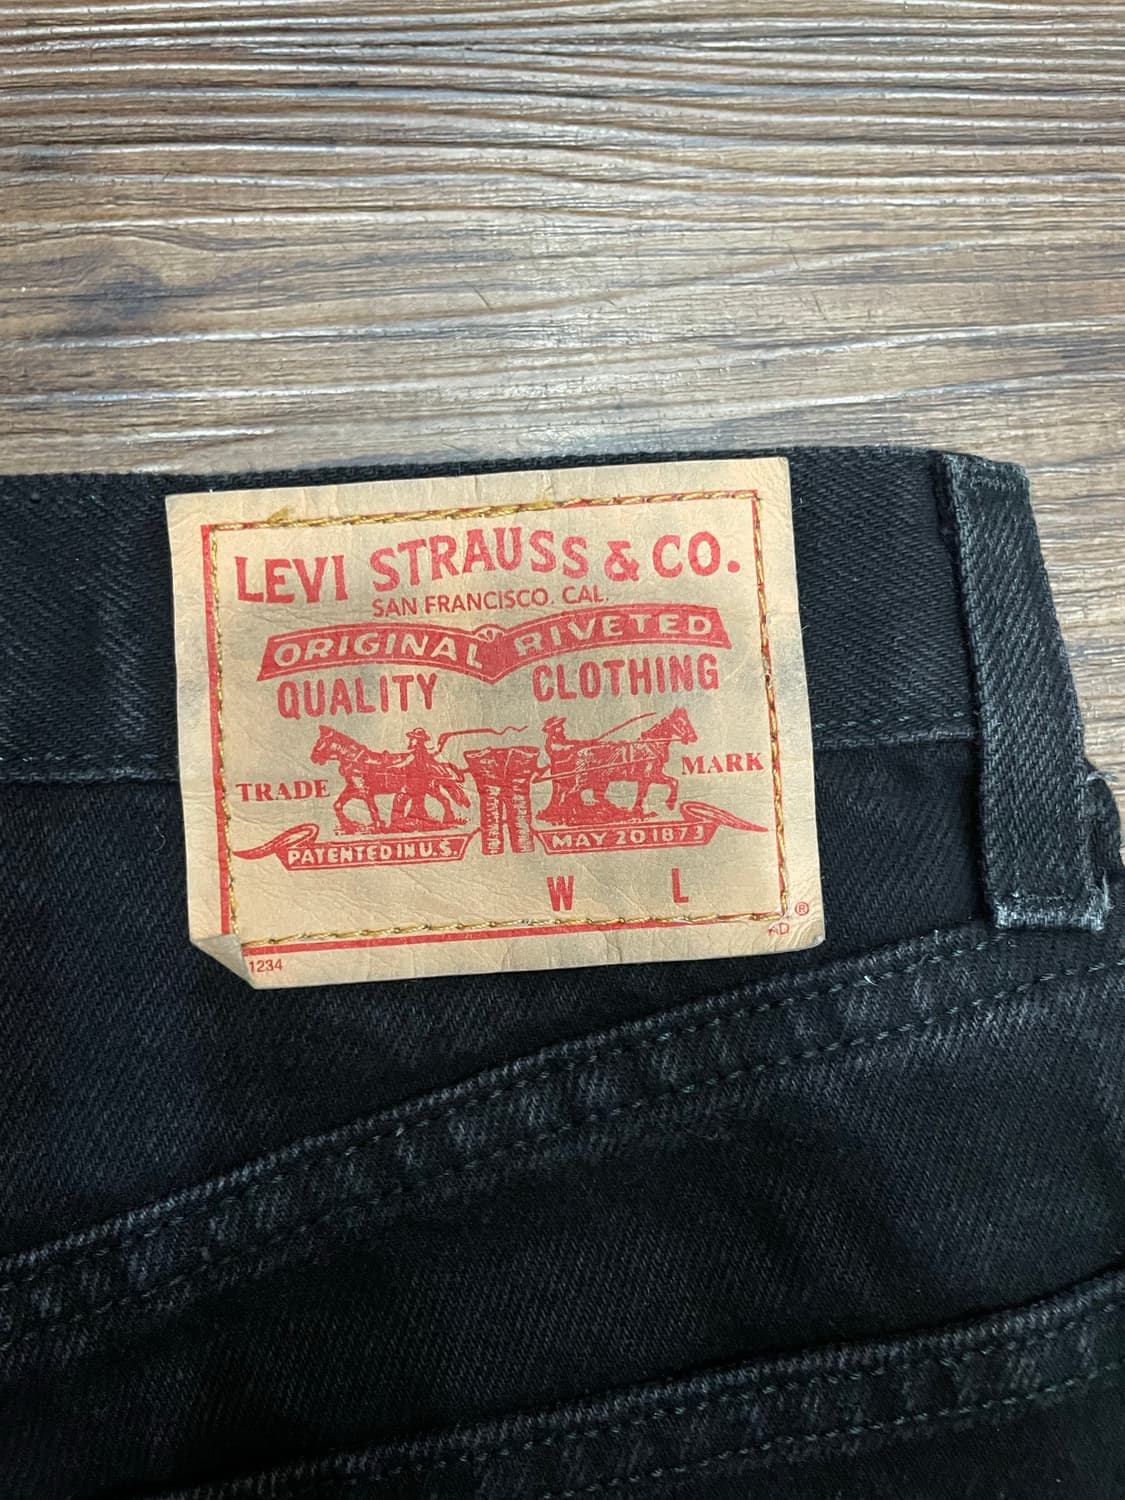 LEVI STRAUSS & CO.
SAN FRANCISCO, CAL.
ORIGINAL RIVETED
QUALITY CLOTHING
TRADE MARK
PATENTED IN U.S. MAY 20 1873
W L
®
1234